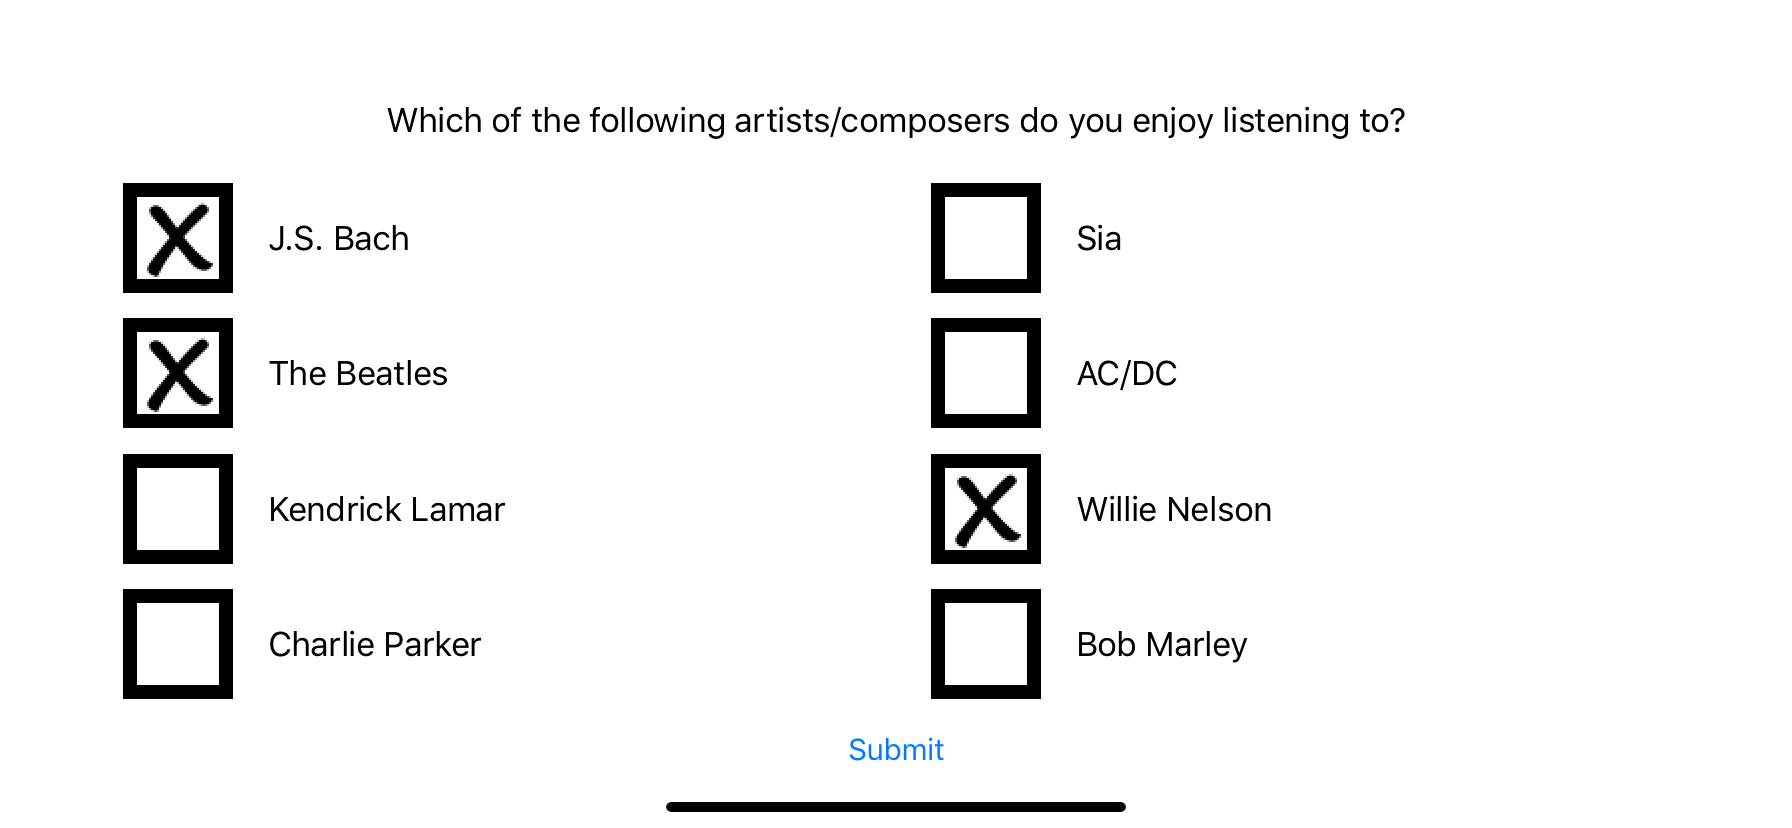 Which of the following artists/composers do you enjoy listening to?
J.S. Bach
Sia
The Beatles
AC/DC
Kendrick Lamar
Willie Nelson
Charlie Parker
Bob Marley
Submit